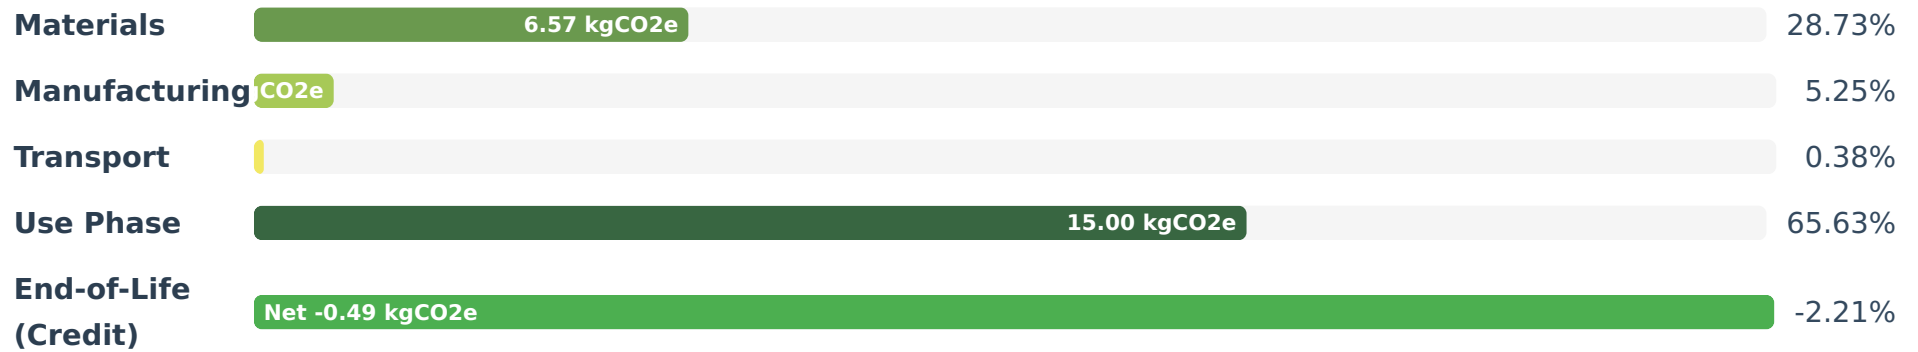 Materials 6.57 kgCO2e 28.73%
Manufacturing CO2e 5.25%
Transport 0.38%
Use Phase 15.00 kgCO2e 65.63%
End-of-Life
(Credit) Net -0.49 kgCO2e -2.21%